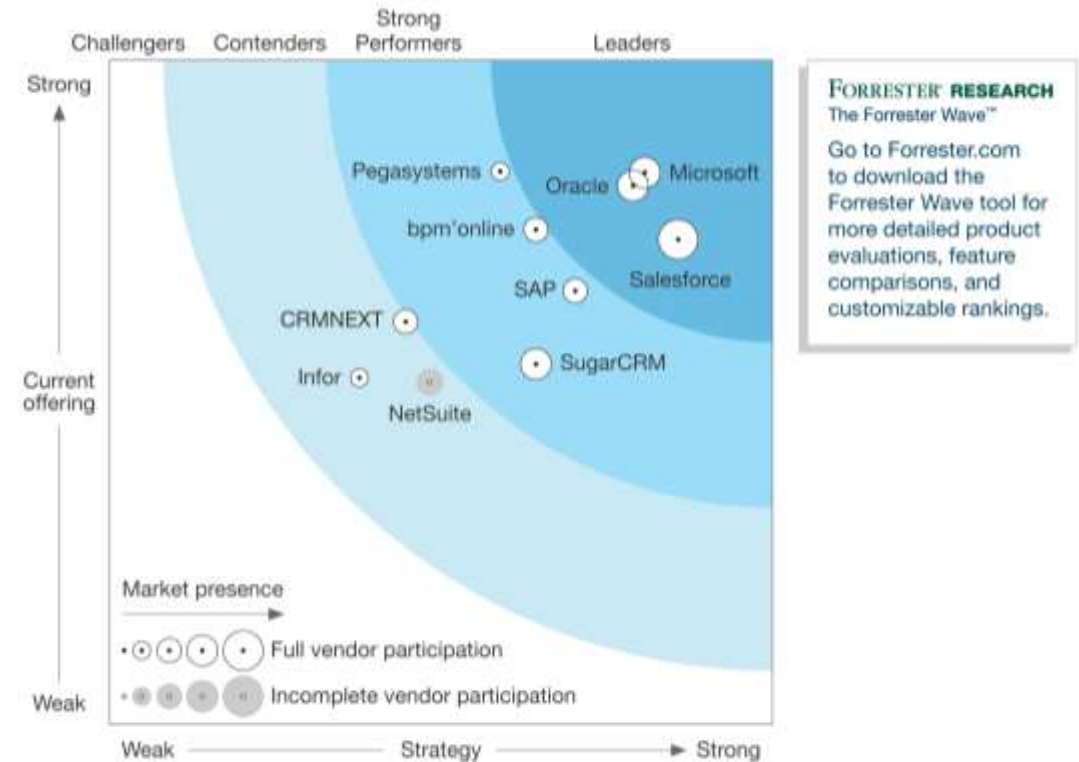 Challengers
Contenders
Strong
Performers
Leaders
Strong
FORRESTER® RESEARCH
The Forrester Wave™
Go to Forrester.com
to download the
Forrester Wave tool for
more detailed product
evaluations, feature
comparisons, and
customizable rankings.
Pegasystems
Microsoft
Oracle
bpm'online
Salesforce
SAP
CRMNEXT
SugarCRM
Infor
NetSuite
Current
offering
Market presence
Full vendor participation
Incomplete vendor participation
Weak
Weak
Strategy
Strong